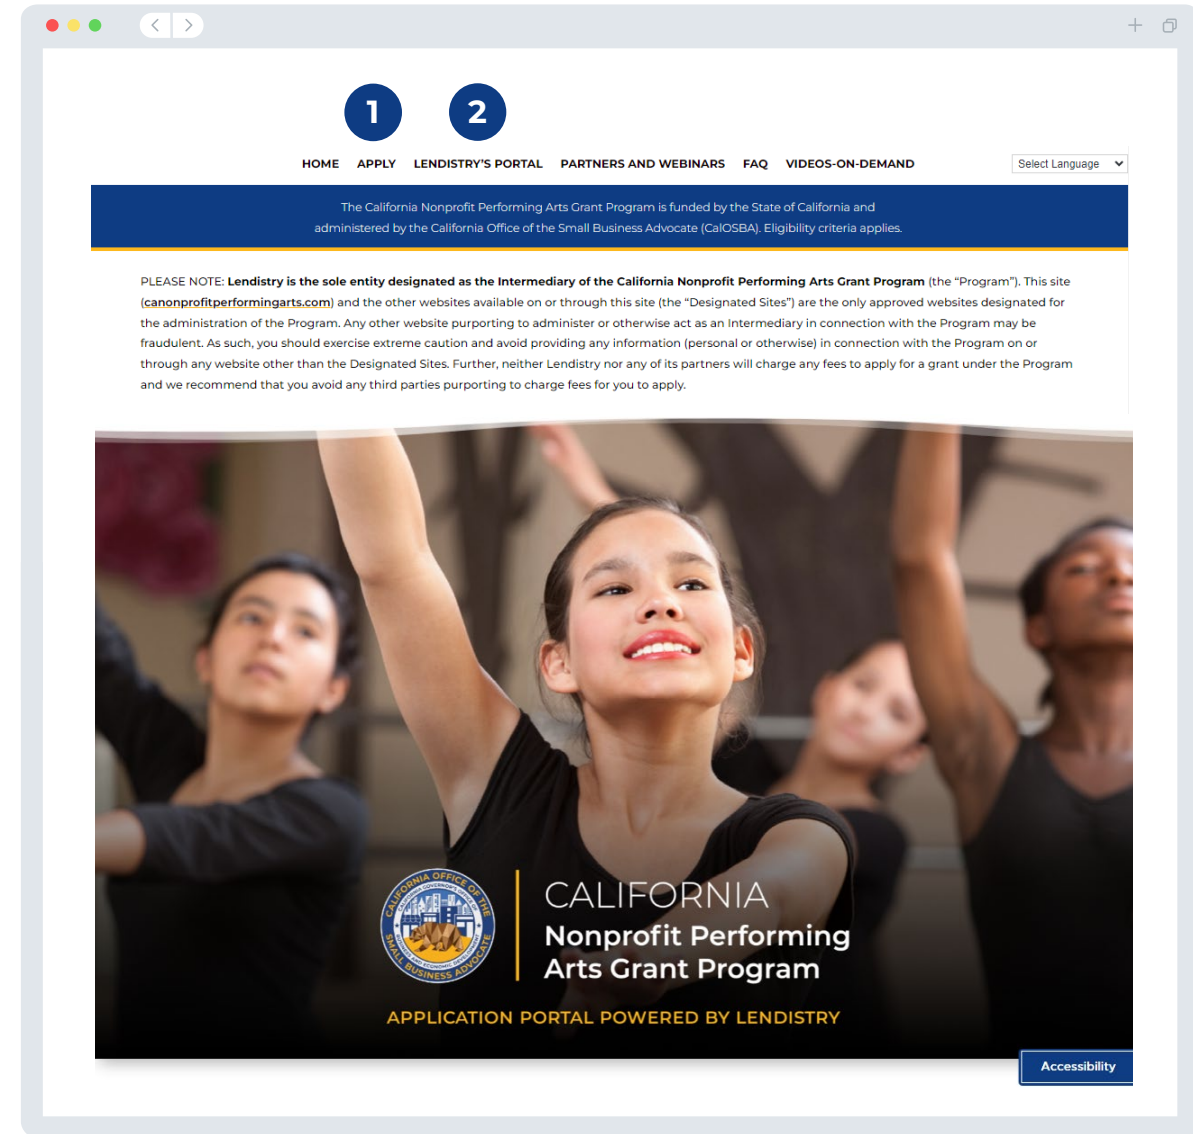 1 2
HOME APPLY LENDISTRY'S PORTAL PARTNERS AND WEBINARS FAQ VIDEOS-ON-DEMAND Select Language
The California Nonprofit Performing Arts Grant Program is funded by the State of California and
administered by the California Office of the Small Business Advocate (CalOSBA). Eligibility criteria applies.
PLEASE NOTE: Lendistry is the sole entity designated as the Intermediary of the California Nonprofit Performing Arts Grant Program (the “Program”). This site
(canonprofitperformingarts.com) and the other websites available on or through this site (the “Designated Sites”) are the only approved websites designated for
the administration of the Program. Any other website purporting to administer or otherwise act as an Intermediary in connection with the Program may be
fraudulent. As such, you should exercise extreme caution and avoid providing any information (personal or otherwise) in connection with the Program on or
through any website other than the Designated Sites. Further, neither Lendistry nor any of its partners will charge any fees to apply for a grant under the Program
and we recommend that you avoid any third parties purporting to charge fees for you to apply.
CALIFORNIA OFFICE OF THE
SMALL BUSINESS ADVOCATE
CALIFORNIA GOVERNOR'S OFFICE OF
BUSINESS AND ECONOMIC DEVELOPMENT
CALIFORNIA
Nonprofit Performing
Arts Grant Program
APPLICATION PORTAL POWERED BY LENDISTRY
Accessibility